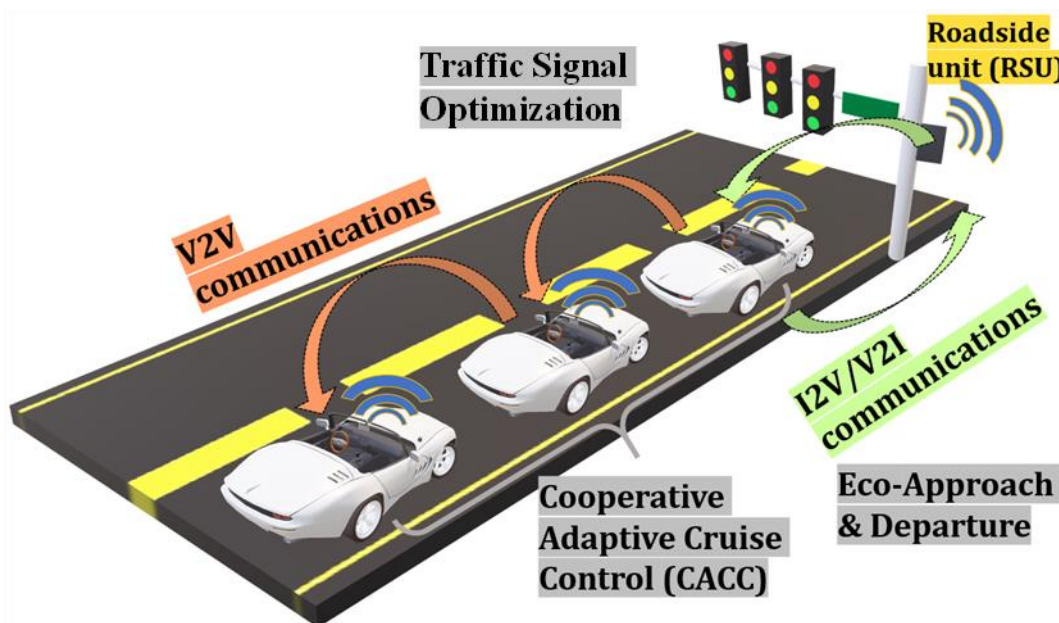 Roadside
unit (RSU)
Traffic Signal
Optimization
V2V
communications
I2V/V2I
communications
Cooperative
Adaptive Cruise
Control (CACC)
Eco-Approach
& Departure